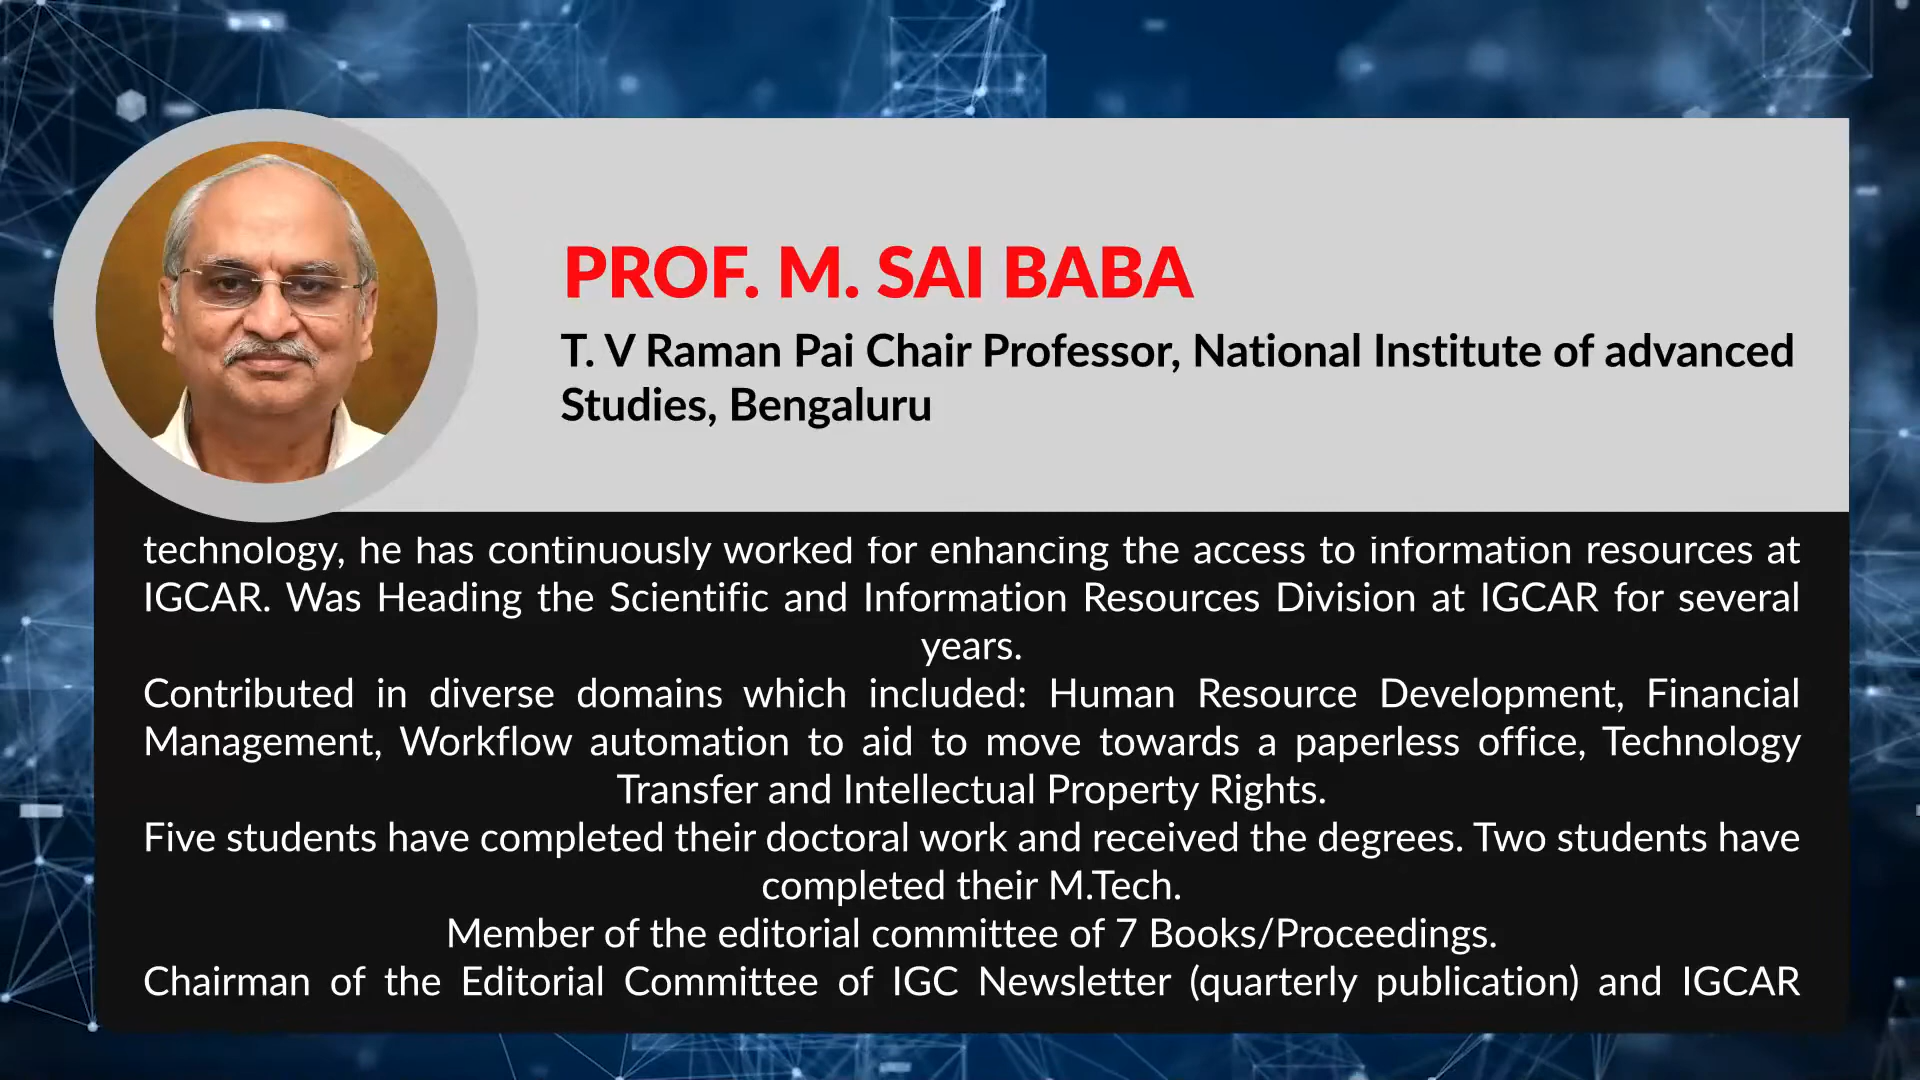 PROF. M. SAI BABA
T. V Raman Pai Chair Professor, National Institute of advanced
Studies, Bengaluru
technology, he has continuously worked for enhancing the access to information resources at
IGCAR. Was Heading the Scientific and Information Resources Division at IGCAR for several
years.
Contributed in diverse domains which included: Human Resource Development, Financial
Management, Workflow automation to aid to move towards a paperless office, Technology
Transfer and Intellectual Property Rights.
Five students have completed their doctoral work and received the degrees. Two students have
completed their M.Tech.
Member of the editorial committee of 7 Books/Proceedings.
Chairman of the Editorial Committee of IGC Newsletter (quarterly publication) and IGCAR